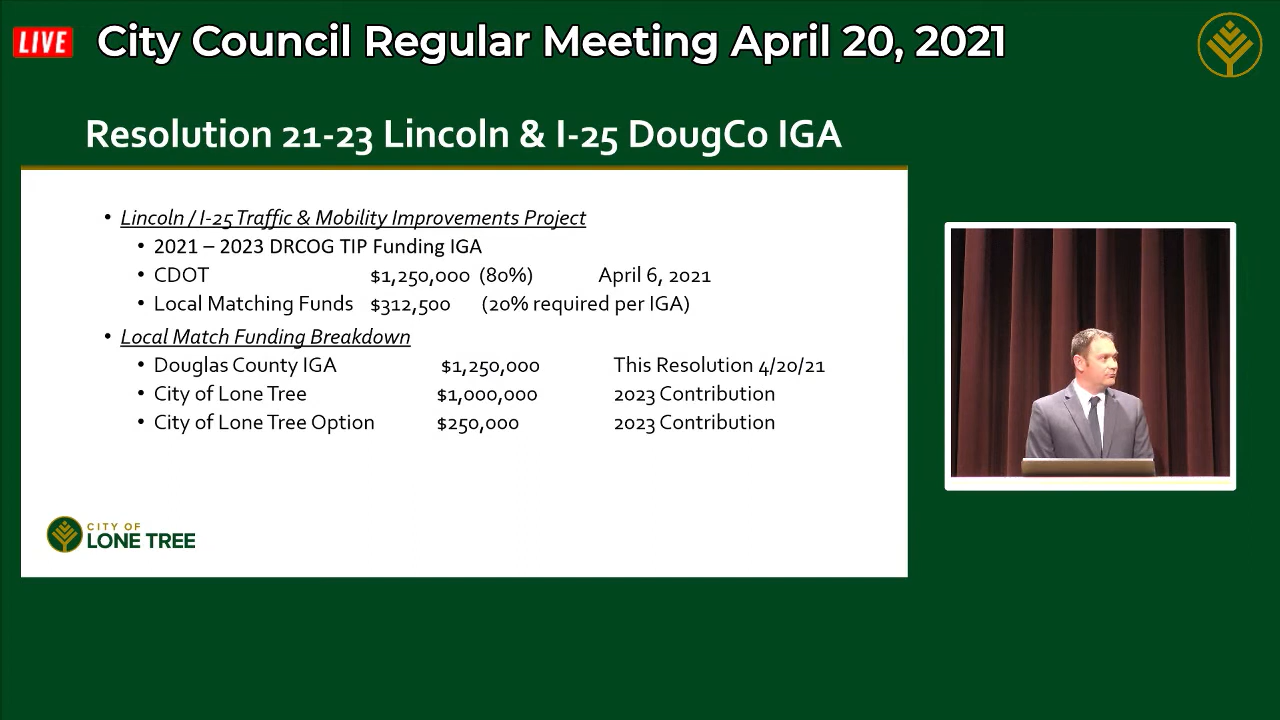 LIVE City Council Regular Meeting April 20, 2021
Resolution 21-23 Lincoln & I-25 DougCo IGA
• Lincoln / I-25 Traffic & Mobility Improvements Project
• 2021 – 2023 DRCOG TIP Funding IGA
• CDOT $1,250,000 (80%) April 6, 2021
• Local Matching Funds $312,500 (20% required per IGA)
• Local Match Funding Breakdown
• Douglas County IGA $1,250,000 This Resolution 4/20/21
• City of Lone Tree $1,000,000 2023 Contribution
• City of Lone Tree Option $250,000 2023 Contribution
CITY OF
LONE TREE